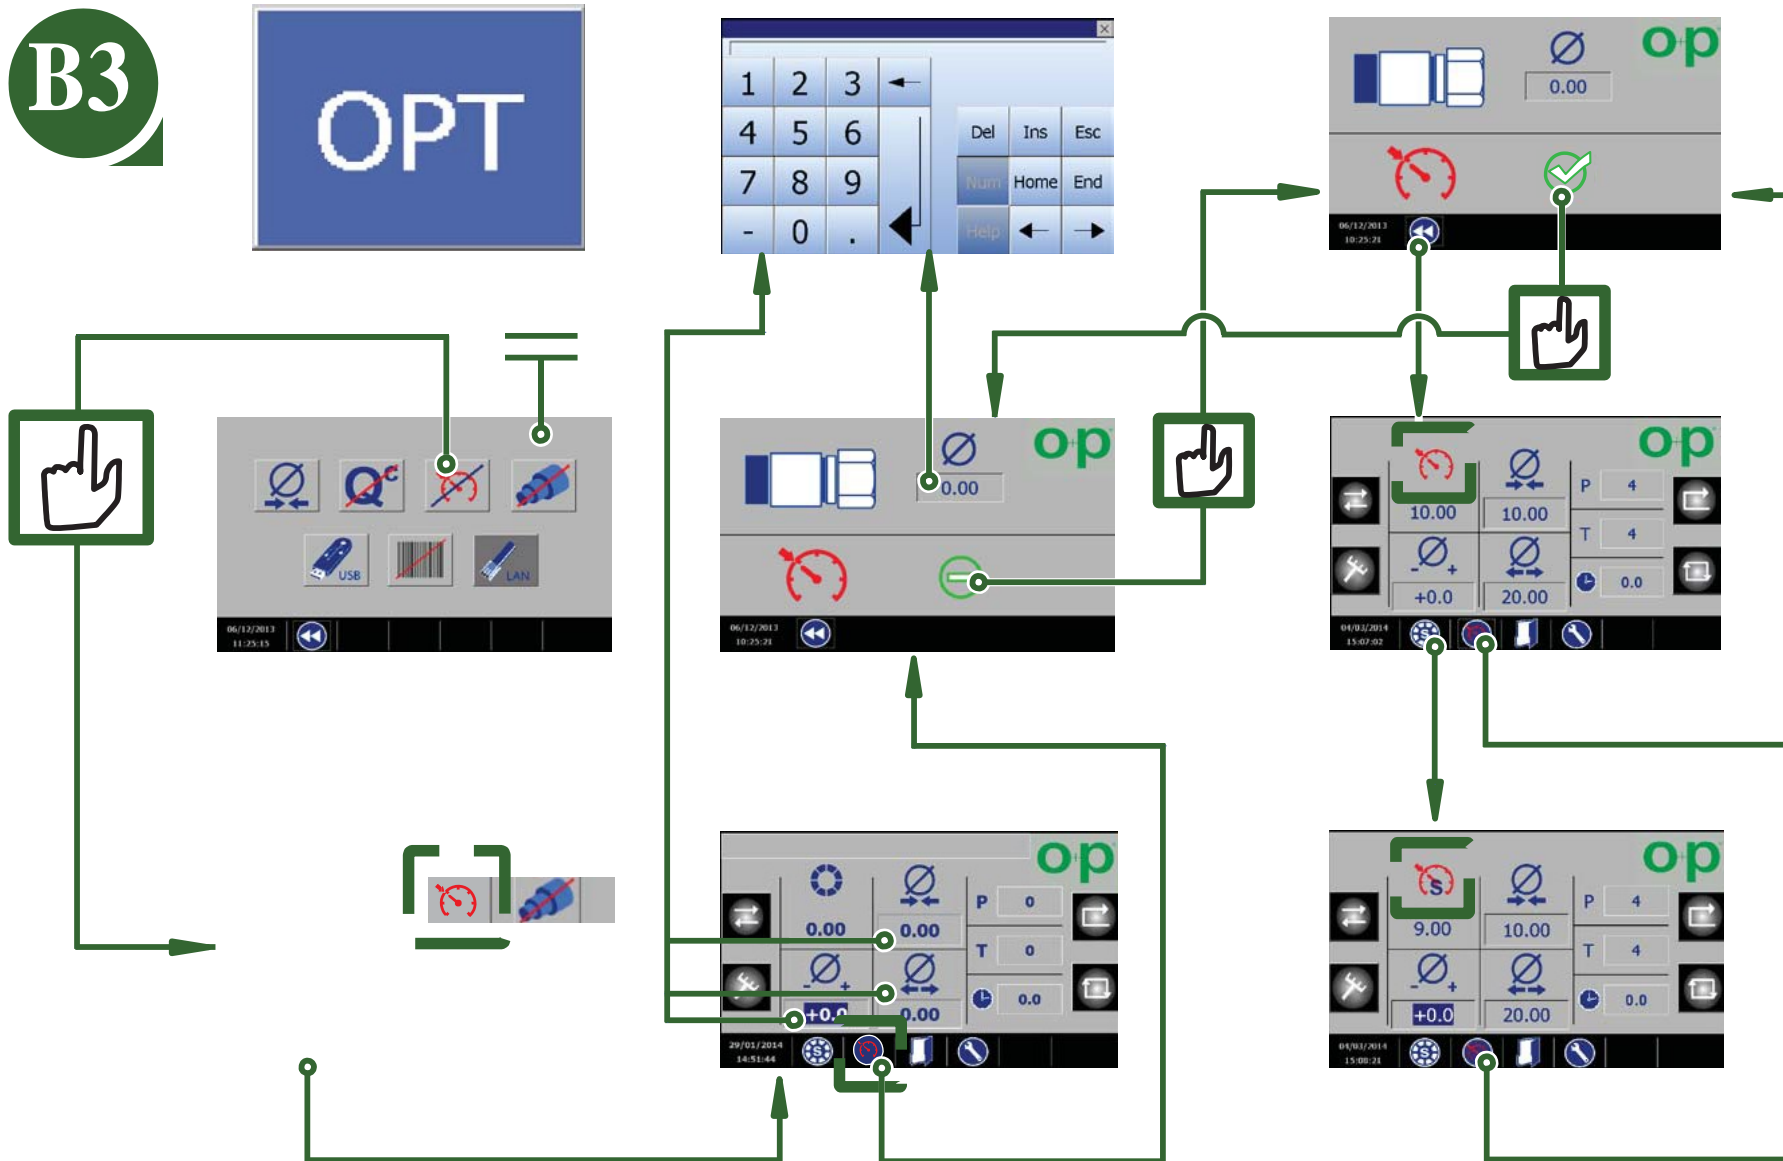 B3
OPT
1 2 3
4 5 6 Del Ins Esc
7 8 9 Num Home End
- 0 . Help
o+p
0.00
06/12/2013
10:25:21
USB
LAN
06/12/2013
11:25:15
o+p
0.00
06/12/2013
10:25:21
o+p
10.00 10.00
P 4
T 4
- +
+0.0 20.00
0.0
04/03/2014
15:07:02
S
o+p
0.00 0.00
P 0
T 0
- +
+0.0 0.00
0.0
29/01/2014
14:51:44
S
o+p
S
9.00 10.00
P 4
T 4
- +
+0.0 20.00
0.0
04/03/2014
15:08:21
S